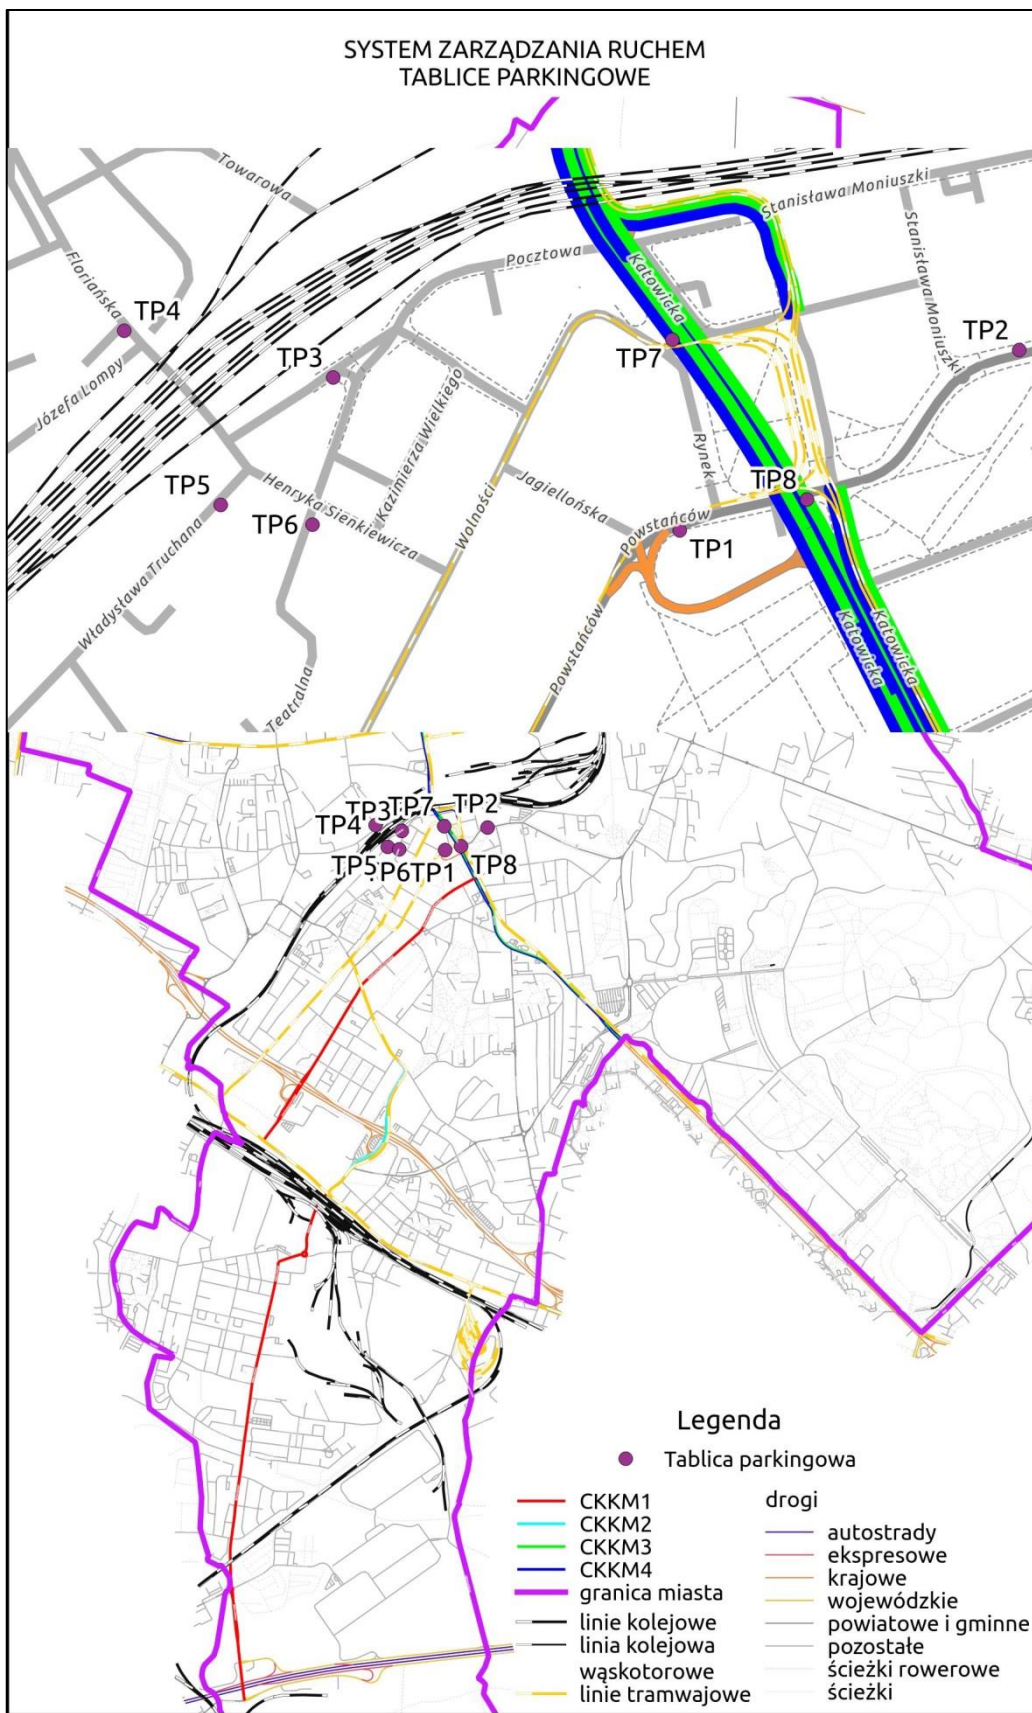 SYSTEM ZARZĄDZANIA RUCHEM
TABLICE PARKINGOWE
Towarowa
Stanisława Moniuszki
Floriańska
Pocztowa
Katowicka
Stanisława Moniuszki
TP4
TP2
TP3
TP7
Józefa Lompy
Kazimierza Wielkiego
Rynek
TP5
Henryka Sienkiewicza
Wolności
Jagiellońska
TP8
TP6
Powstańców
TP1
Władysława Truchana
Powstańców
Katowicka
Katowicka
Teatralna
TP3
TP7
TP2
TP4
TP5
P6
TP1
TP8
Legenda
Tablica parkingowa
CKKM1
CKKM2
CKKM3
CKKM4
granica miasta
linie kolejowe
linia kolejowa
wąskotorowe
linie tramwajowe
drogi
autostrady
ekspresowe
krajowe
wojewódzkie
powiatowe i gminne
pozostałe
ścieżki rowerowe
ścieżki